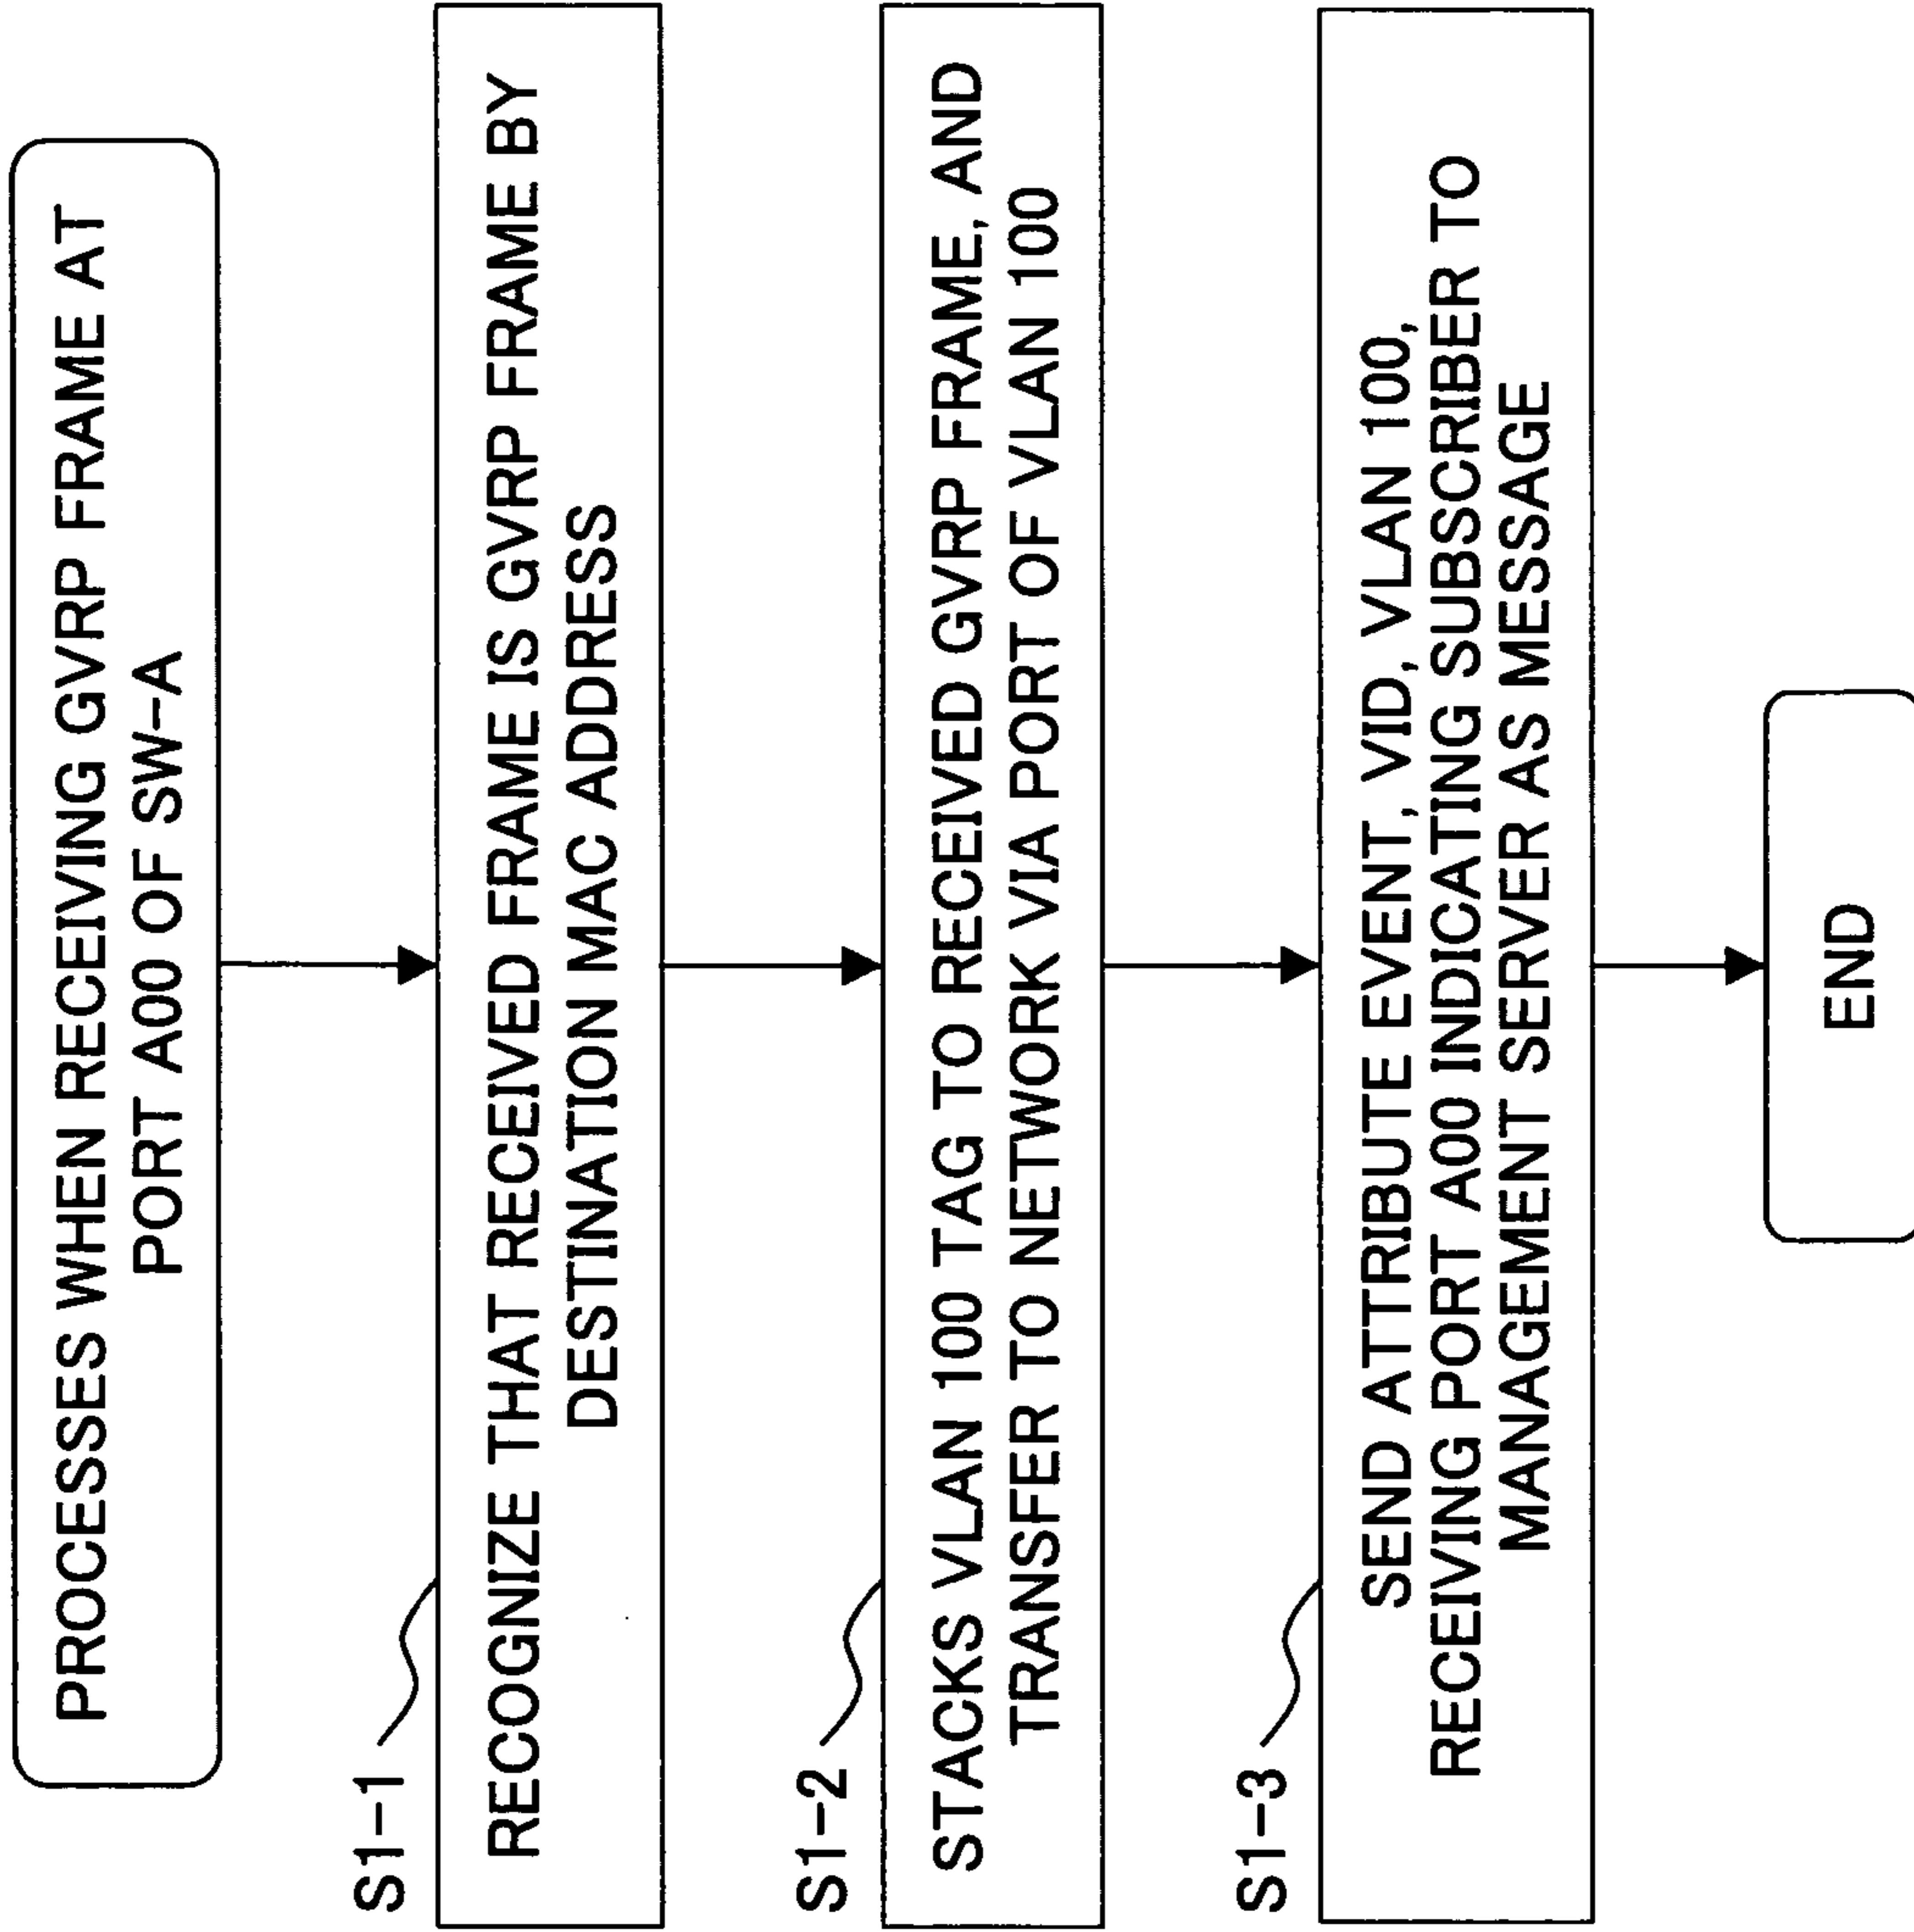 PROCESSES WHEN RECEIVING GVRP FRAME AT
PORT A00 OF SW-A
S1-1
RECOGNIZE THAT RECEIVED FRAME IS GVRP FRAME BY
DESTINATION MAC ADDRESS
S1-2
STACKS VLAN 100 TAG TO RECEIVED GVRP FRAME, AND
TRANSFER TO NETWORK VIA PORT OF VLAN 100
S1-3
SEND ATTRIBUTE EVENT, VID, VLAN 100,
RECEIVING PORT A00 INDICATING SUBSCRIBER TO
MANAGEMENT SERVER AS MESSAGE
END